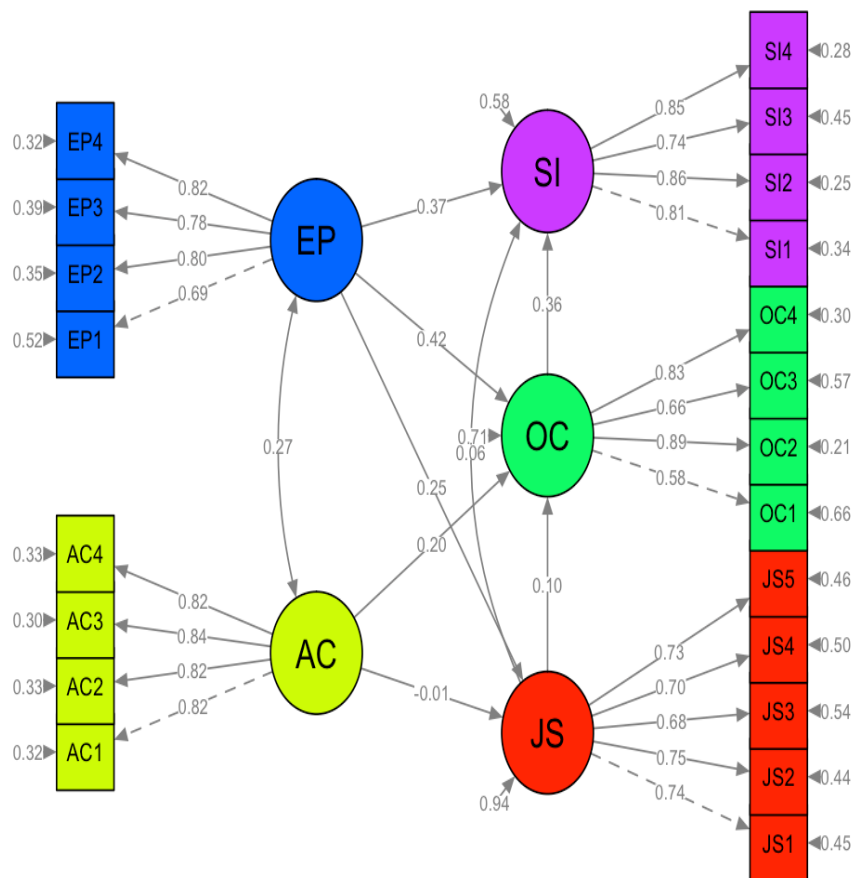 SI4
0.28
0.85
SI3
0.45
0.74
SI2
0.25
0.86
SI1
0.34
0.81
0.58
SI
EP4
0.32
0.82
EP3
0.39
0.78
EP2
0.35
0.80
EP1
0.52
0.69
EP
0.37
0.36
0.42
0.27
0.25
0.20
0.71
0.06
OC
OC4
0.30
0.83
OC3
0.57
0.66
OC2
0.21
0.89
OC1
0.66
0.58
0.10
AC4
0.33
0.82
AC3
0.30
0.84
AC2
0.33
0.82
AC1
0.32
0.82
AC
-0.01
JS
0.94
JS5
0.46
0.73
JS4
0.50
0.70
JS3
0.54
0.68
JS2
0.44
0.75
JS1
0.45
0.74